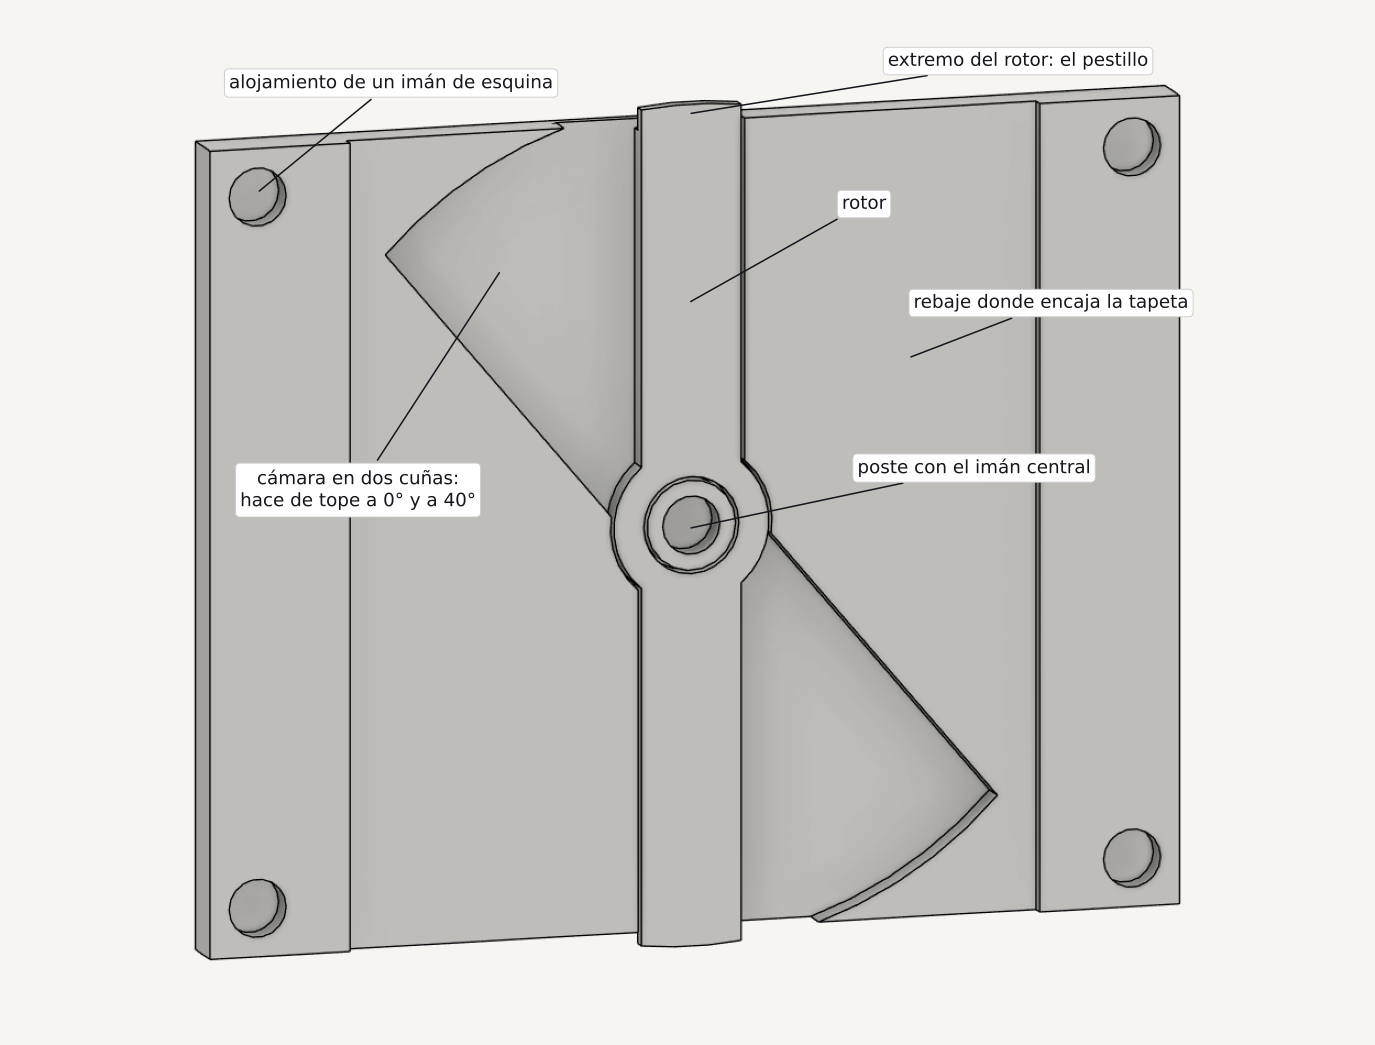 extremo del rotor: el pestillo
alojamiento de un imán de esquina
rotor
rebaje donde encaja la tapeta
poste con el imán central
cámara en dos cuñas:
hace de tope a 0° y a 40°